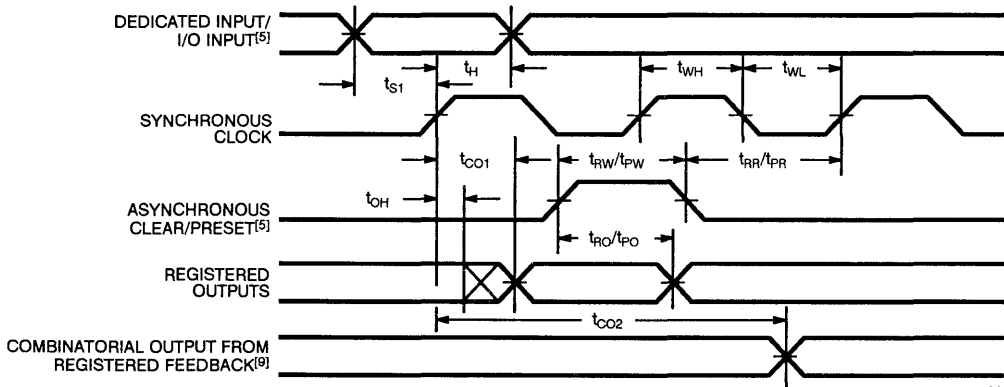 DEDICATED INPUT/
I/O INPUT[5]
tH
tWH
tWL
tS1
SYNCHRONOUS
CLOCK
tCO1
tRW/tPW
tRR/tPR
tOH
ASYNCHRONOUS
CLEAR/PRESET[5]
tRO/tPO
REGISTERED
OUTPUTS
tCO2
COMBINATORIAL OUTPUT FROM
REGISTERED FEEDBACK[9]